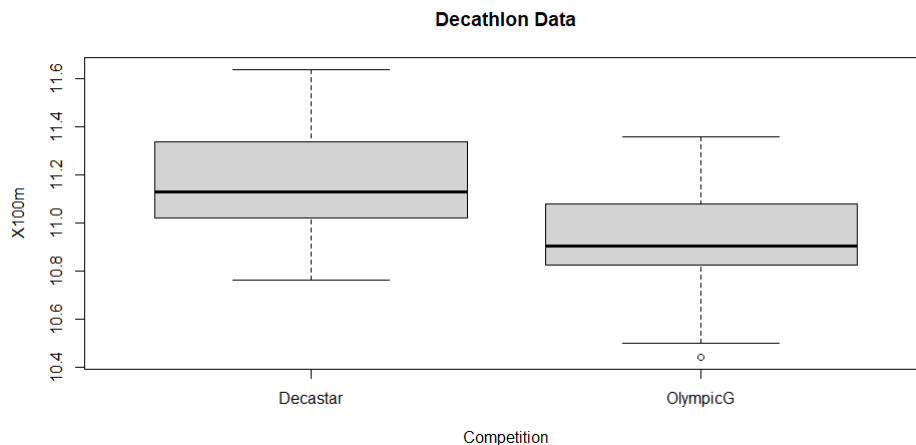 Decathlon Data
X100m
11.6
11.4
11.2
11.0
10.8
10.6
10.4
Decastar OlympicG
Competition